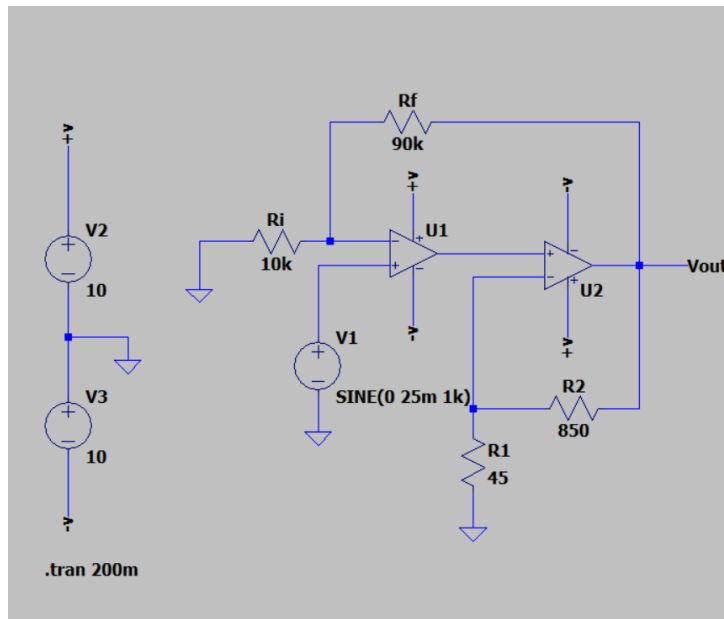 +v
V2
10
V3
10
-v
.tran 200m
Rf
90k
Ri
10k
+v
U1
-v
V1
SINE(0 25m 1k)
-v
U2
+v
Vout
R2
850
R1
45